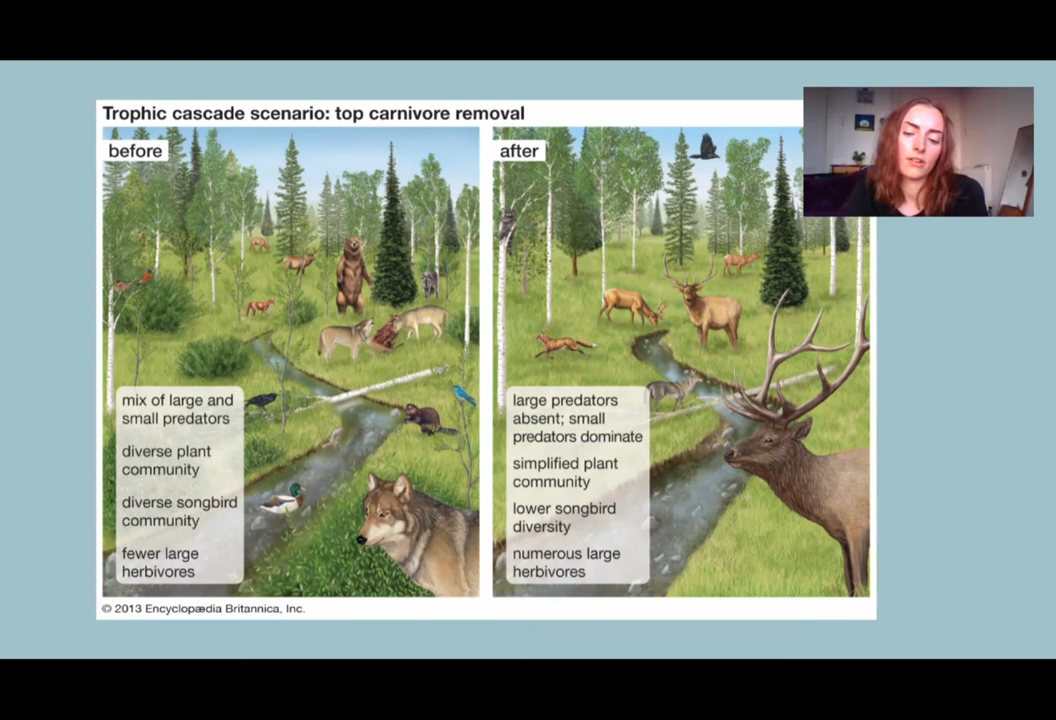 Trophic cascade scenario: top carnivore removal
before
mix of large and
small predators
diverse plant
community
diverse songbird
community
fewer large
herbivores
after
large predators
absent; small
predators dominate
simplified plant
community
lower songbird
diversity
numerous large
herbivores
© 2013 Encyclopædia Britannica, Inc.